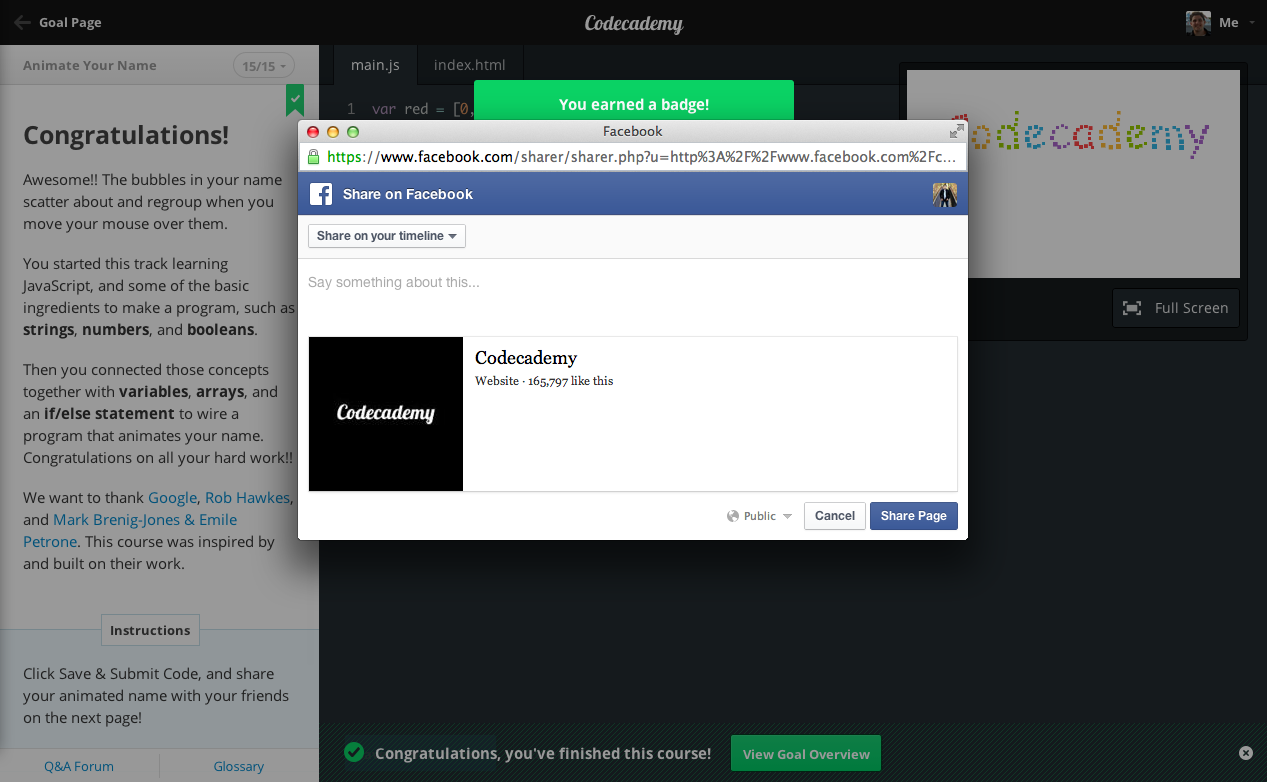 Goal Page
Codecademy
Me
Animate Your Name
15/15
main.js
index.html
You earned a badge!
1 var red = [0,
Congratulations!
Awesome!! The bubbles in your name
scatter about and regroup when you
move your mouse over them.
You started this track learning
JavaScript, and some of the basic
ingredients to make a program, such as
strings, numbers, and booleans.
Then you connected those concepts
together with variables, arrays, and
an if/else statement to wire a
program that animates your name.
Congratulations on all your hard work!!
We want to thank Google, Rob Hawkes,
and Mark Brenig-Jones & Emile
Petrone. This course was inspired by
and built on their work.
Instructions
Click Save & Submit Code, and share
your animated name with your friends
on the next page!
Q&A Forum
Glossary
Facebook
https://www.facebook.com/sharer/sharer.php?u=http%3A%2F%2Fwww.facebook.com%2Fc...
Share on Facebook
Share on your timeline
Say something about this...
Codecademy
Codecademy
Website · 165,797 like this
Public
Cancel
Share Page
Codecademy
Full Screen
Congratulations, you've finished this course!
View Goal Overview